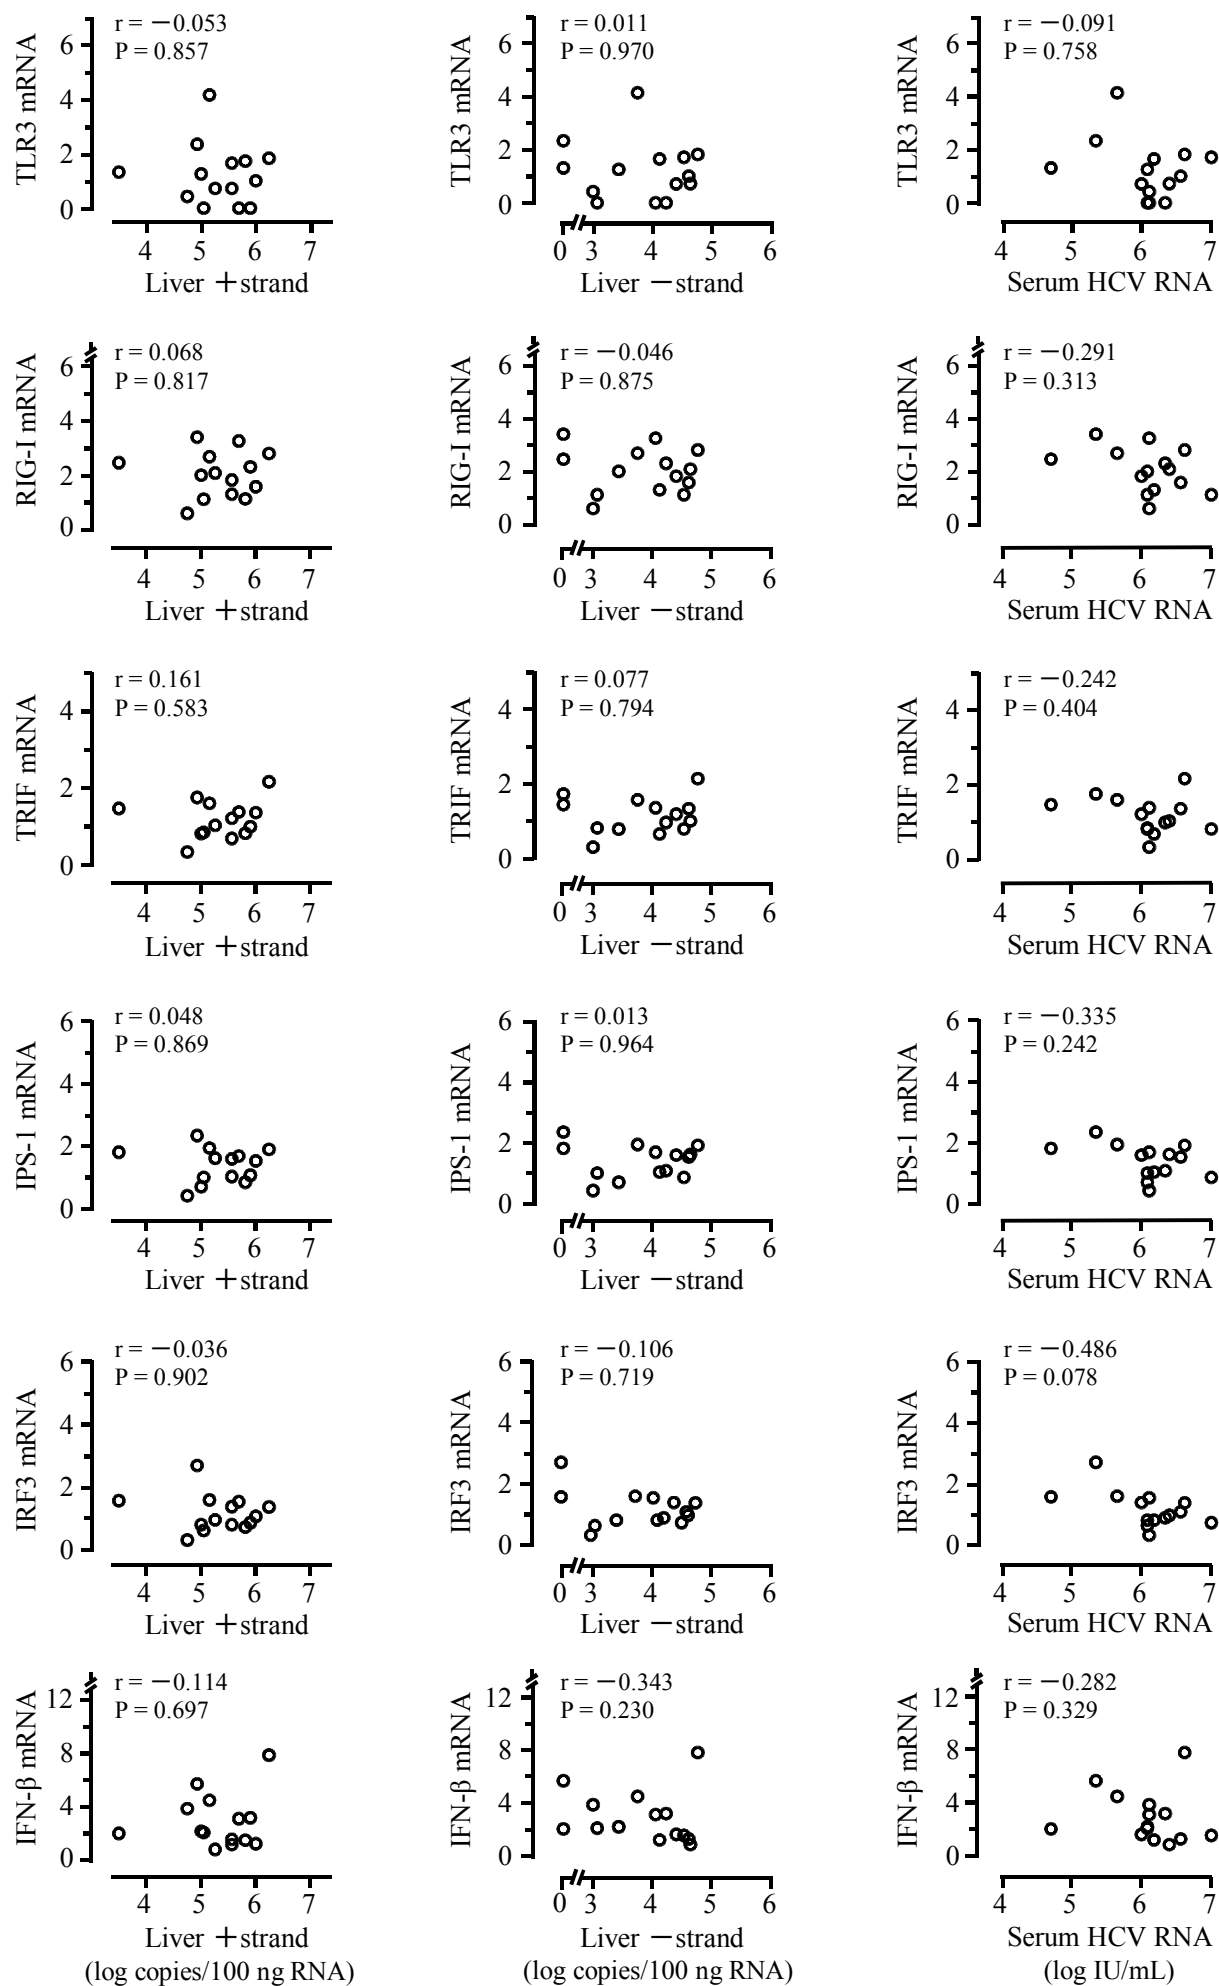 r = −0.053
P = 0.857
TLR3 mRNA
6
4
2
0
4 5 6 7
Liver +strand
r = 0.011
P = 0.970
TLR3 mRNA
6
4
2
0
0 3 4 5 6
Liver −strand
r = −0.091
P = 0.758
TLR3 mRNA
6
4
2
0
4 5 6 7
Serum HCV RNA
r = 0.068
P = 0.817
RIG-I mRNA
6
4
2
0
4 5 6 7
Liver +strand
r = −0.046
P = 0.875
RIG-I mRNA
6
4
2
0
0 3 4 5 6
Liver −strand
r = −0.291
P = 0.313
RIG-I mRNA
6
4
2
0
4 5 6 7
Serum HCV RNA
r = 0.161
P = 0.583
TRIF mRNA
4
2
0
4 5 6 7
Liver +strand
r = 0.077
P = 0.794
TRIF mRNA
4
2
0
0 3 4 5 6
Liver −strand
r = −0.242
P = 0.404
TRIF mRNA
4
2
0
4 5 6 7
Serum HCV RNA
r = 0.048
P = 0.869
IPS-1 mRNA
6
4
2
0
4 5 6 7
Liver +strand
r = 0.013
P = 0.964
IPS-1 mRNA
6
4
2
0
0 3 4 5 6
Liver −strand
r = −0.335
P = 0.242
IPS-1 mRNA
6
4
2
0
4 5 6 7
Serum HCV RNA
r = −0.036
P = 0.902
IRF3 mRNA
6
4
2
0
4 5 6 7
Liver +strand
r = −0.106
P = 0.719
IRF3 mRNA
6
4
2
0
0 3 4 5 6
Liver −strand
r = −0.486
P = 0.078
IRF3 mRNA
6
4
2
0
4 5 6 7
Serum HCV RNA
r = −0.114
P = 0.697
IFN-β mRNA
12
8
4
0
4 5 6 7
Liver +strand
(log copies/100 ng RNA)
r = −0.343
P = 0.230
IFN-β mRNA
12
8
4
0
0 3 4 5 6
Liver −strand
(log copies/100 ng RNA)
r = −0.282
P = 0.329
IFN-β mRNA
12
8
4
0
4 5 6 7
Serum HCV RNA
(log IU/mL)